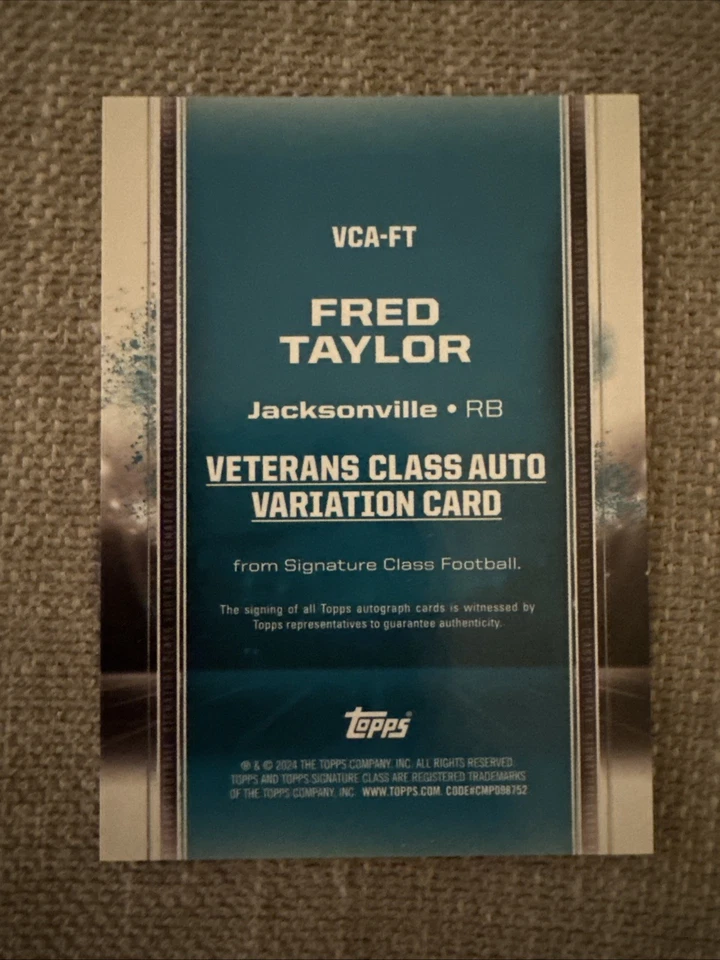 VCA-FT
FRED
TAYLOR
Jacksonville • RB
VETERANS CLASS AUTO
VARIATION CARD
from Signature Class Football.
The signing of all Topps autograph cards is witnessed by
Topps representatives to guarantee authenticity.
Topps
® & © 2024 THE TOPPS COMPANY, INC. ALL RIGHTS RESERVED.
TOPPS AND TOPPS SIGNATURE CLASS ARE REGISTERED TRADEMARKS
OF THE TOPPS COMPANY, INC. WWW.TOPPS.COM. CODE#CMP098752